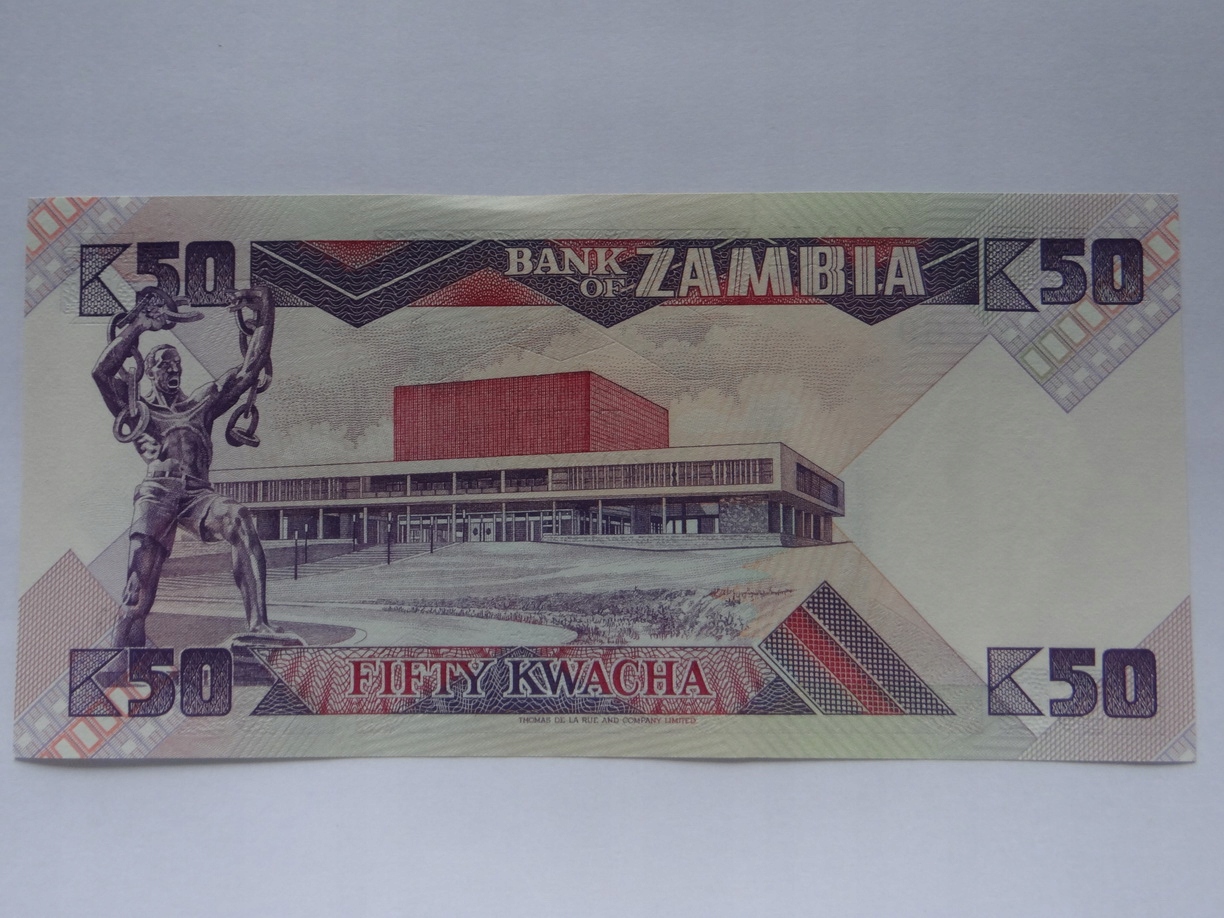 K50 BANK OF ZAMBIA K50
K50 FIFTY KWACHA K50
THOMAS DE LA RUE AND COMPANY LIMITED